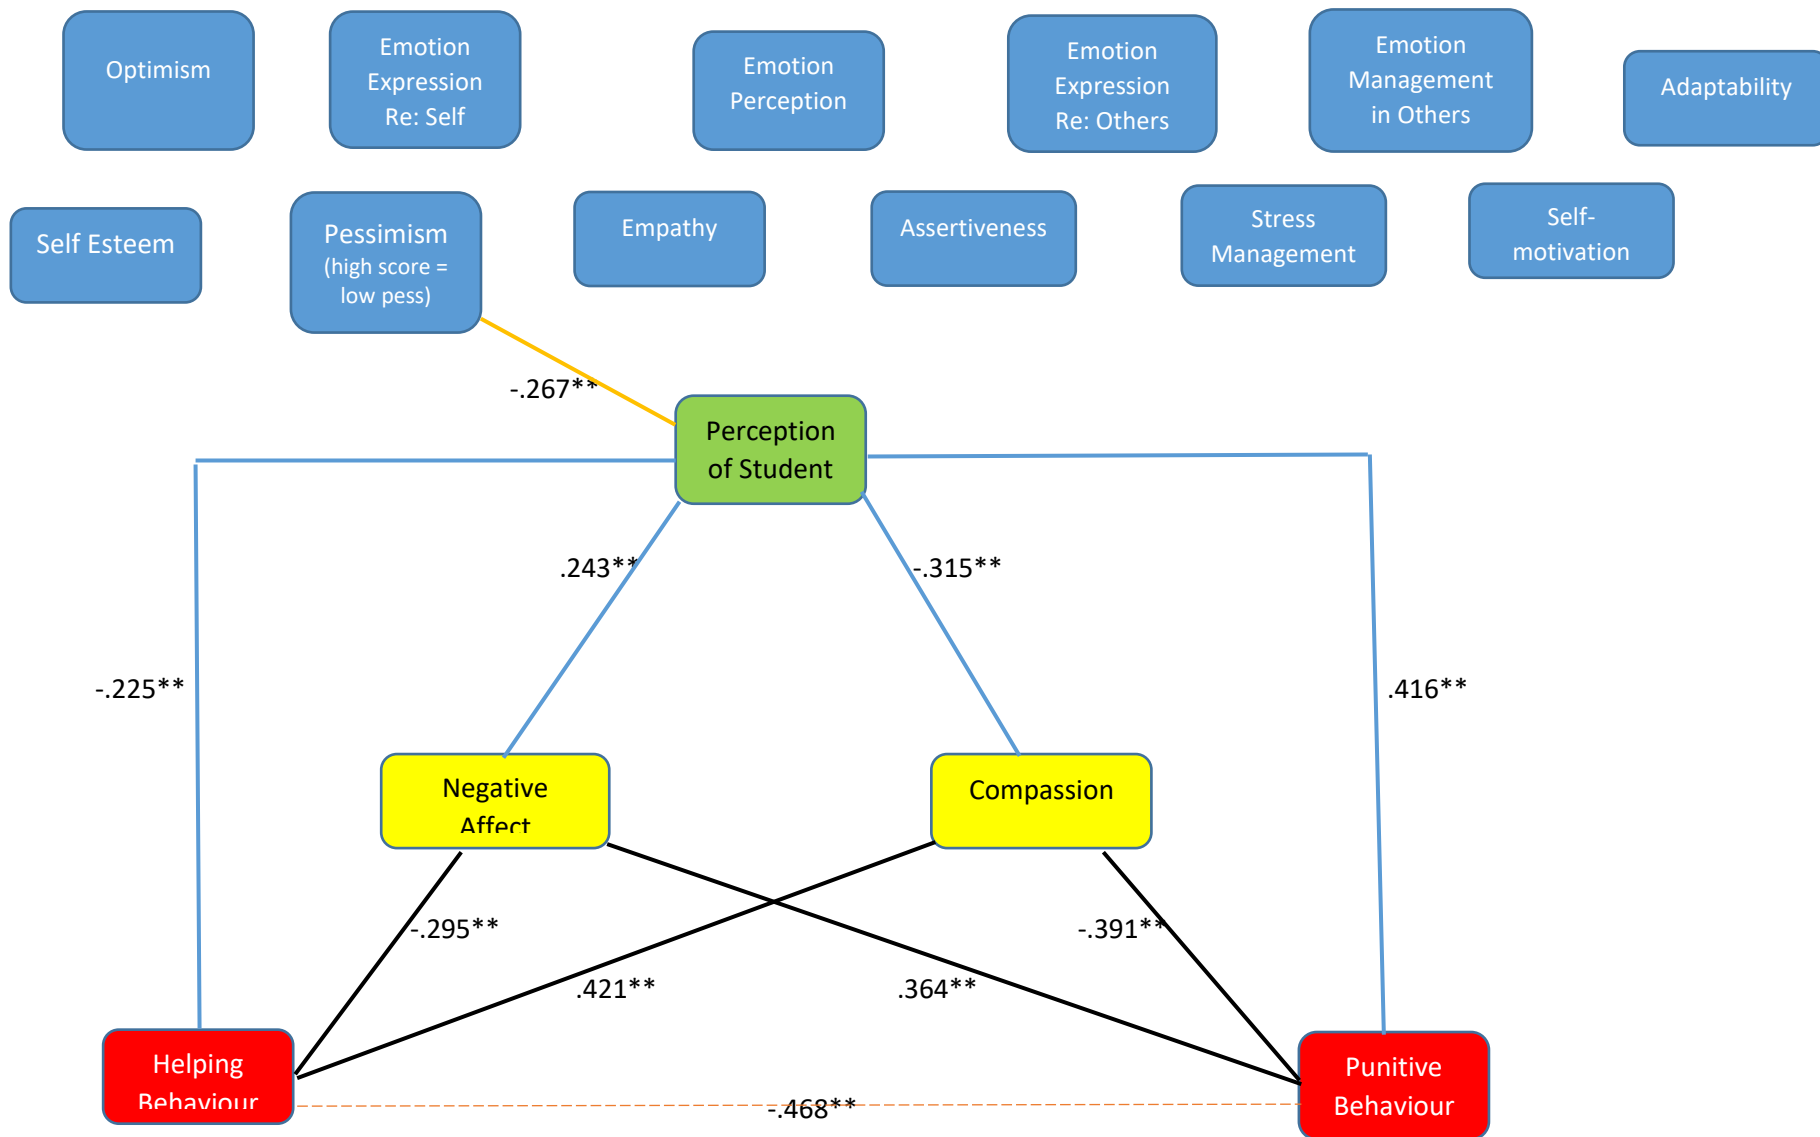 Optimism
Emotion
Expression
Re: Self
Emotion
Perception
Emotion
Expression
Re: Others
Emotion
Management
in Others
Adaptability
Self Esteem
Pessimism
(high score =
low pess)
Empathy
Assertiveness
Stress
Management
Self-
motivation
-.267**
Perception
of Student
.243**
-.315**
-.225**
.416**
Negative
Affect
Compassion
-.295**
-.391**
.421**
.364**
Helping
Behaviour
Punitive
Behaviour
-.468**